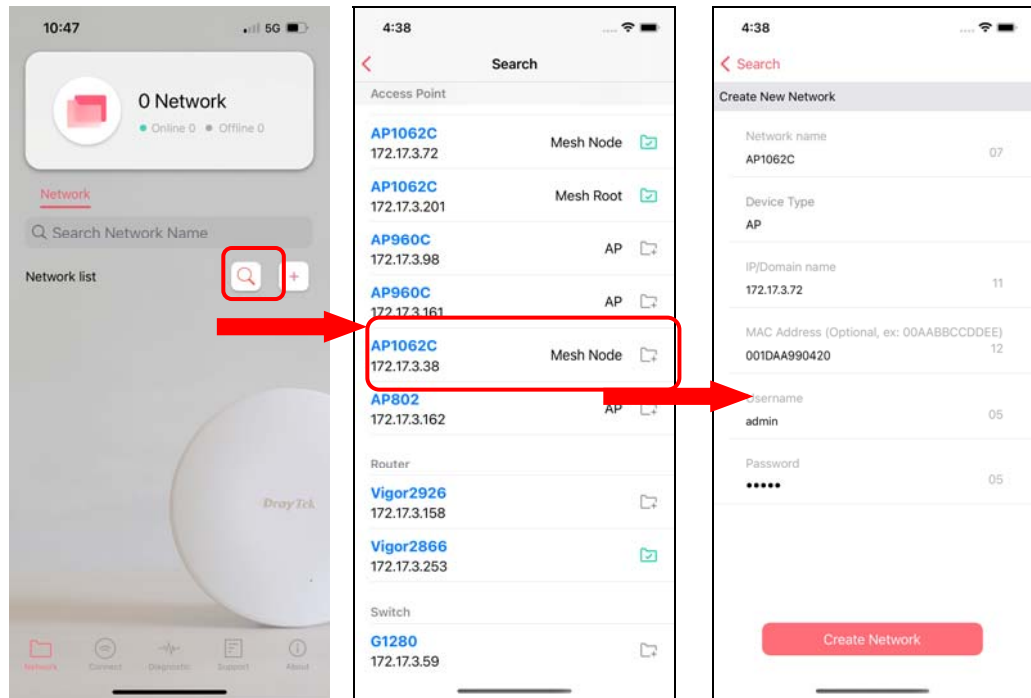 10:47
5G
0 Network
Online 0 Offline 0
Network
Search Network Name
Network list
+
DrayTek
Network Connect Diagnostic Support About
4:38
Search
Access Point
AP1062C
172.17.3.72
Mesh Node
AP1062C
172.17.3.201
Mesh Root
AP960C
172.17.3.98
AP
AP960C
172.17.3.161
AP
AP1062C
172.17.3.38
Mesh Node
AP802
172.17.3.162
AP
Router
Vigor2926
172.17.3.158
Vigor2866
172.17.3.253
Switch
G1280
172.17.3.59
4:38
Search
Create New Network
Network name
AP1062C
07
Device Type
AP
IP/Domain name
172.17.3.72
11
MAC Address (Optional, ex: 00AABBCCDDEE)
001DAA990420
12
Username
admin
05
Password
•••••
05
Create Network